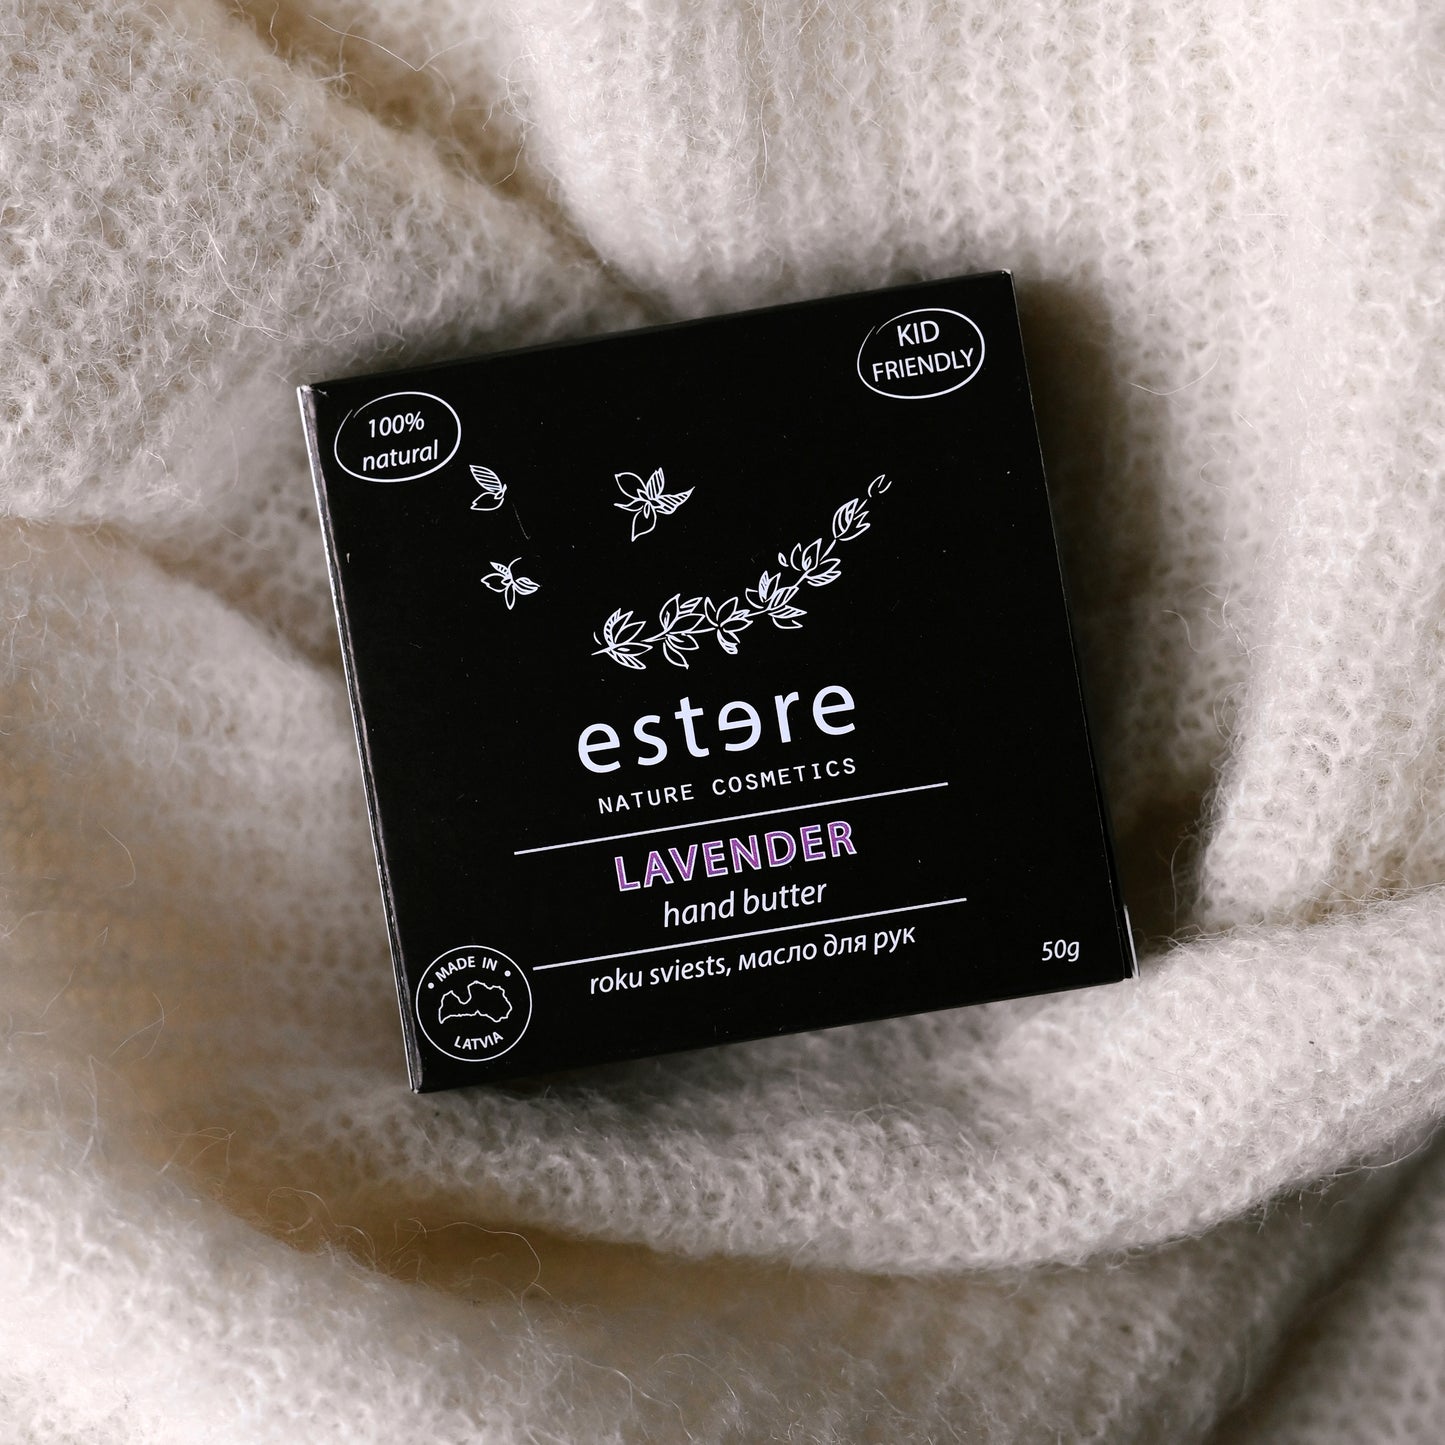 KID
FRIENDLY
100%
natural
estere
NATURE COSMETICS
LAVENDER
hand butter
roku sviests, масло для рук
50g
MADE IN
LATVIA